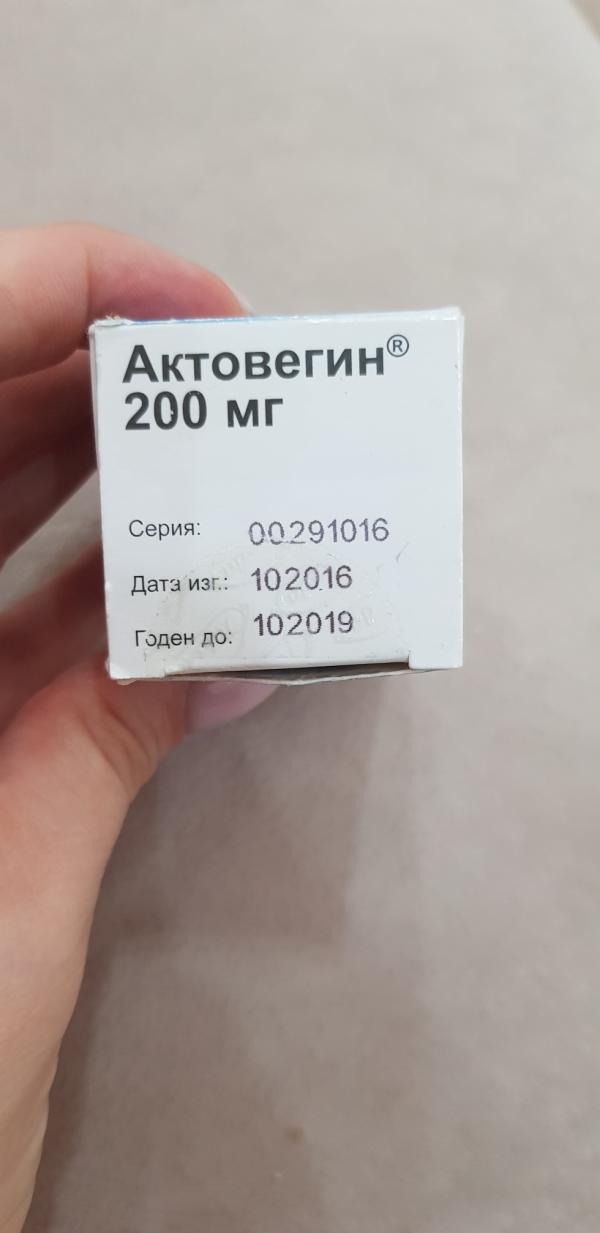 Актовегин®
200 мг
Серия: 00291016
Дата изг.: 102016
Годен до: 102019